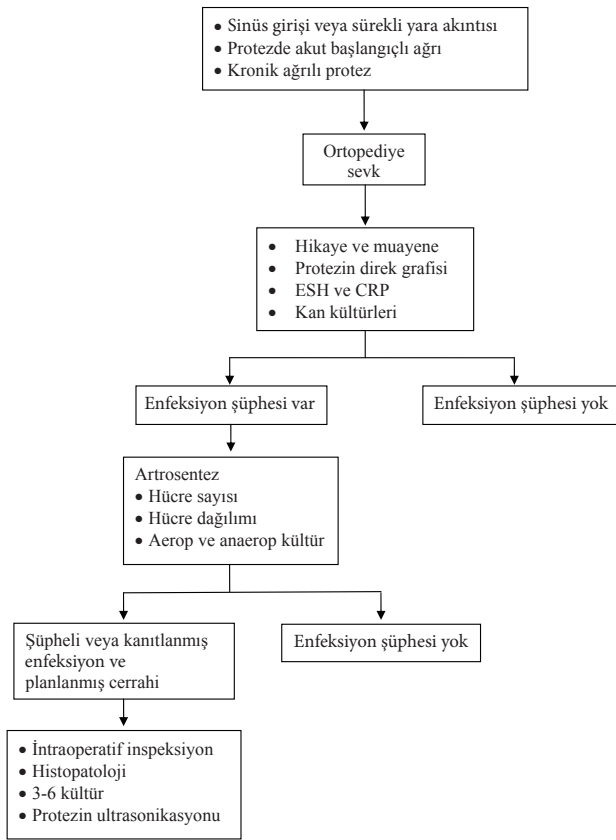 • Sinüs girişi veya sürekli yara akıntısı
• Protezde akut başlangıçlı ağrı
• Kronik ağrılı protez
Ortopediye
sevk
• Hikaye ve muayene
• Protezin direk grafisi
• ESH ve CRP
• Kan kültürleri
Enfeksiyon şüphesi var
Enfeksiyon şüphesi yok
Artrosentez
• Hücre sayısı
• Hücre dağılımı
• Aerop ve anaerop kültür
Şüpheli veya kanıtlanmış
enfeksiyon ve
planlanmış cerrahi
Enfeksiyon şüphesi yok
• İntraoperatif inspeksiyon
• Histopatoloji
• 3-6 kültür
• Protezin ultrasonikasyonu